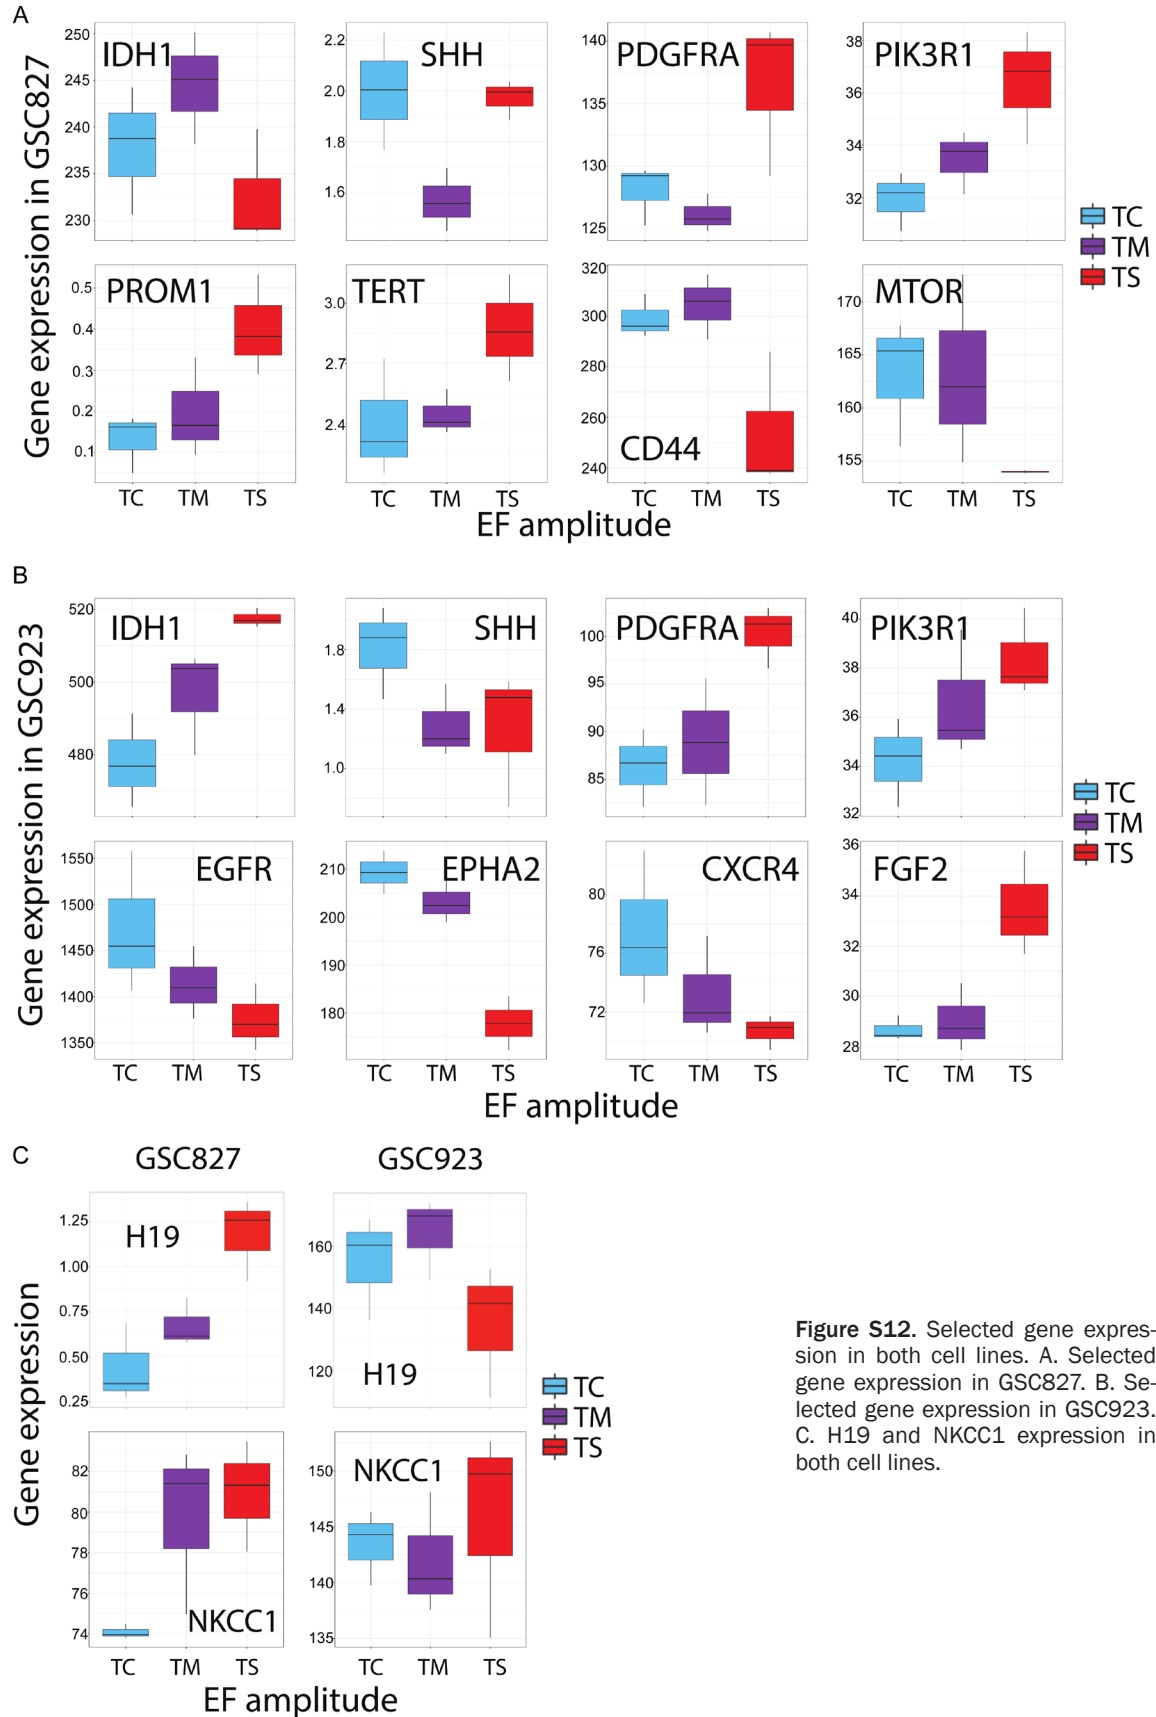 A
Gene expression in GSC827
IDH1
250
245
240
235
230
SHH
2.2
2.0
1.8
1.6
PDGFRA
140
135
130
125
PIK3R1
38
36
34
32
TC
TM
TS
PROM1
0.5
0.4
0.3
0.2
0.1
TERT
3.0
2.7
2.4
CD44
320
300
280
260
240
MTOR
170
165
160
155
TC TM TS TC TM TS TC TM TS TC TM TS
EF amplitude
B
Gene expression in GSC923
IDH1
520
500
480
SHH
1.8
1.4
1.0
PDGFRA
100
95
90
85
PIK3R1
40
38
36
34
32
TC
TM
TS
EGFR
1550
1500
1450
1400
1350
EPHA2
210
200
190
180
CXCR4
80
76
72
FGF2
36
34
32
30
28
TC TM TS TC TM TS TC TM TS TC TM TS
EF amplitude
C
GSC827 GSC923
Gene expression
H19
1.25
1.00
0.75
0.50
0.25
H19
160
140
120
TC
TM
TS
NKCC1
82
80
78
76
74
NKCC1
150
145
140
135
TC TM TS TC TM TS
EF amplitude
Figure S12. Selected gene expres-
sion in both cell lines. A. Selected
gene expression in GSC827. B. Se-
lected gene expression in GSC923.
C. H19 and NKCC1 expression in
both cell lines.